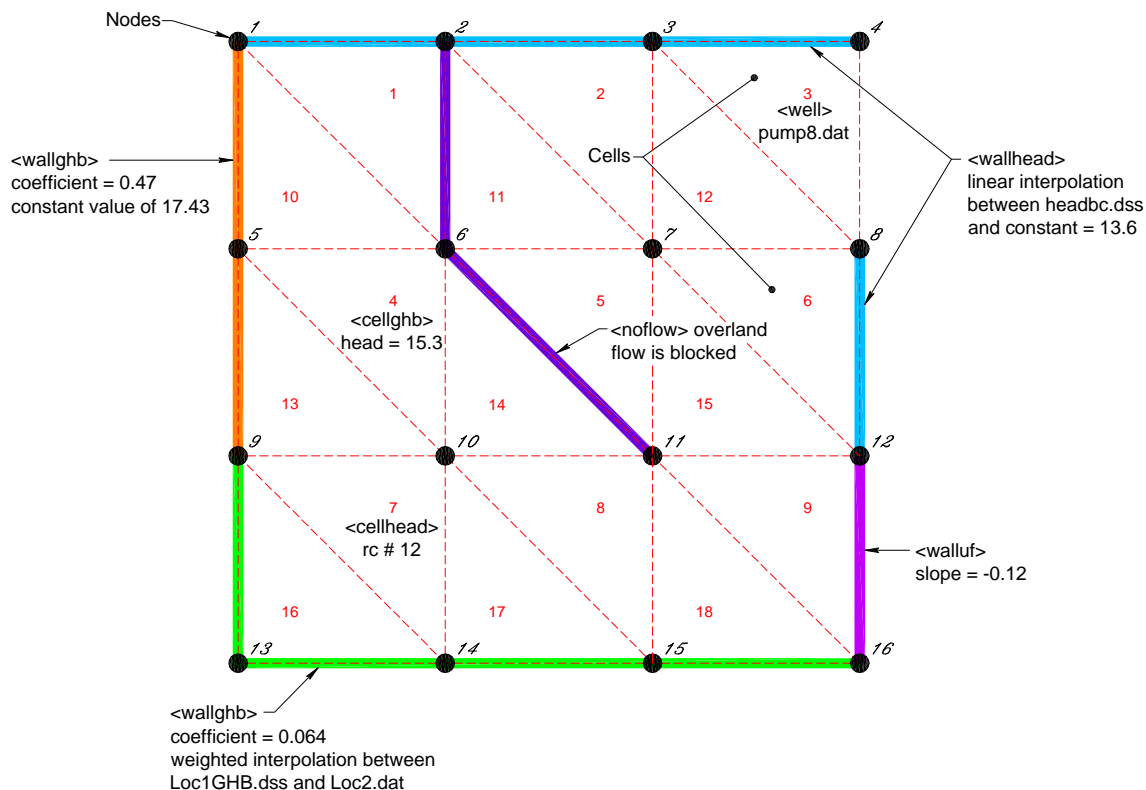 Nodes
1
2
3
4
1
2
3
<well>
pump8.dat
Cells
<wallghb>
coefficient = 0.47
constant value of 17.43
<wallhead>
linear interpolation
between headbc.dss
and constant = 13.6
10
11
12
5
6
7
8
4
5
6
<cellghb>
head = 15.3
<noflow> overland
flow is blocked
13
14
15
9
10
11
12
7
8
9
<cellhead>
rc # 12
<walluf>
slope = -0.12
16
17
18
13
14
15
16
<wallghb>
coefficient = 0.064
weighted interpolation between
Loc1GHB.dss and Loc2.dat